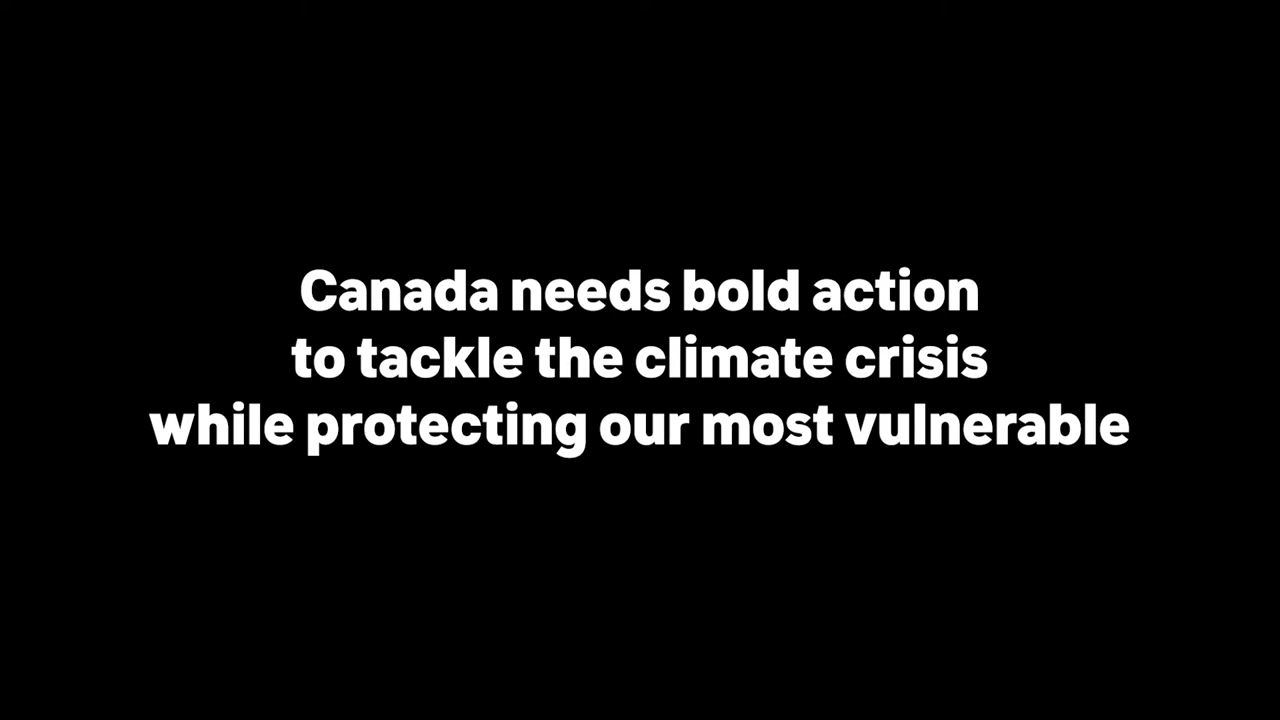 Canada needs bold action
to tackle the climate crisis
while protecting our most vulnerable